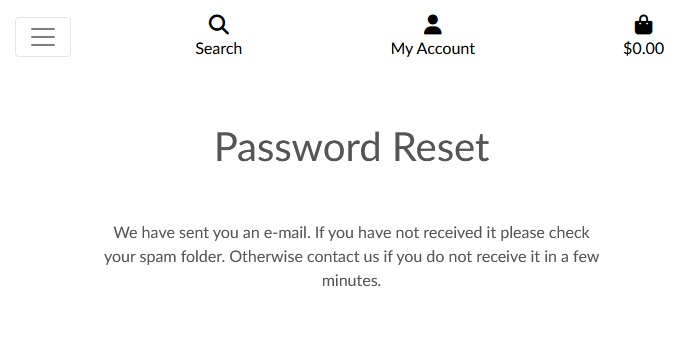 Search
My Account
$0.00
Password Reset
We have sent you an e-mail. If you have not received it please check
your spam folder. Otherwise contact us if you do not receive it in a few
minutes.